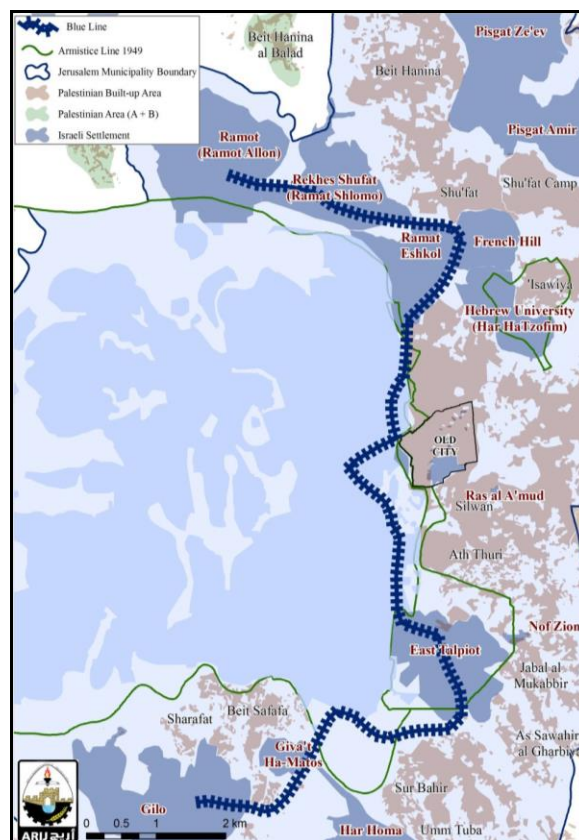 Blue Line
Armistice Line 1949
Jerusalem Municipality Boundary
Palestinian Built-up Area
Palestinian Area (A + B)
Israeli Settlement
Beit Hanina
al Balad
Pisgat Ze'ev
Beit Hanina
Ramot
(Ramot Allon)
Pisgat Amir
Rekhes Shufat
(Ramat Shlomo)
Shu'fat
Shu'fat Camp
Ramat
Eshkol
French Hill
'Isawiya
Hebrew University
(Har HaTzofim)
OLD
CITY
Ras al A'mud
Silwan
Ath Thuri
Nof Zion
East Talpiot
Jabal al
Mukabbir
Sharafat
Beit Safafa
As Sawahir
al Gharbiya
Giva't
Ha-Matos
Sur Bahir
Gilo
Har Homa
Umm Tuba
ARIJ أريج
0 0.5 1 2 km